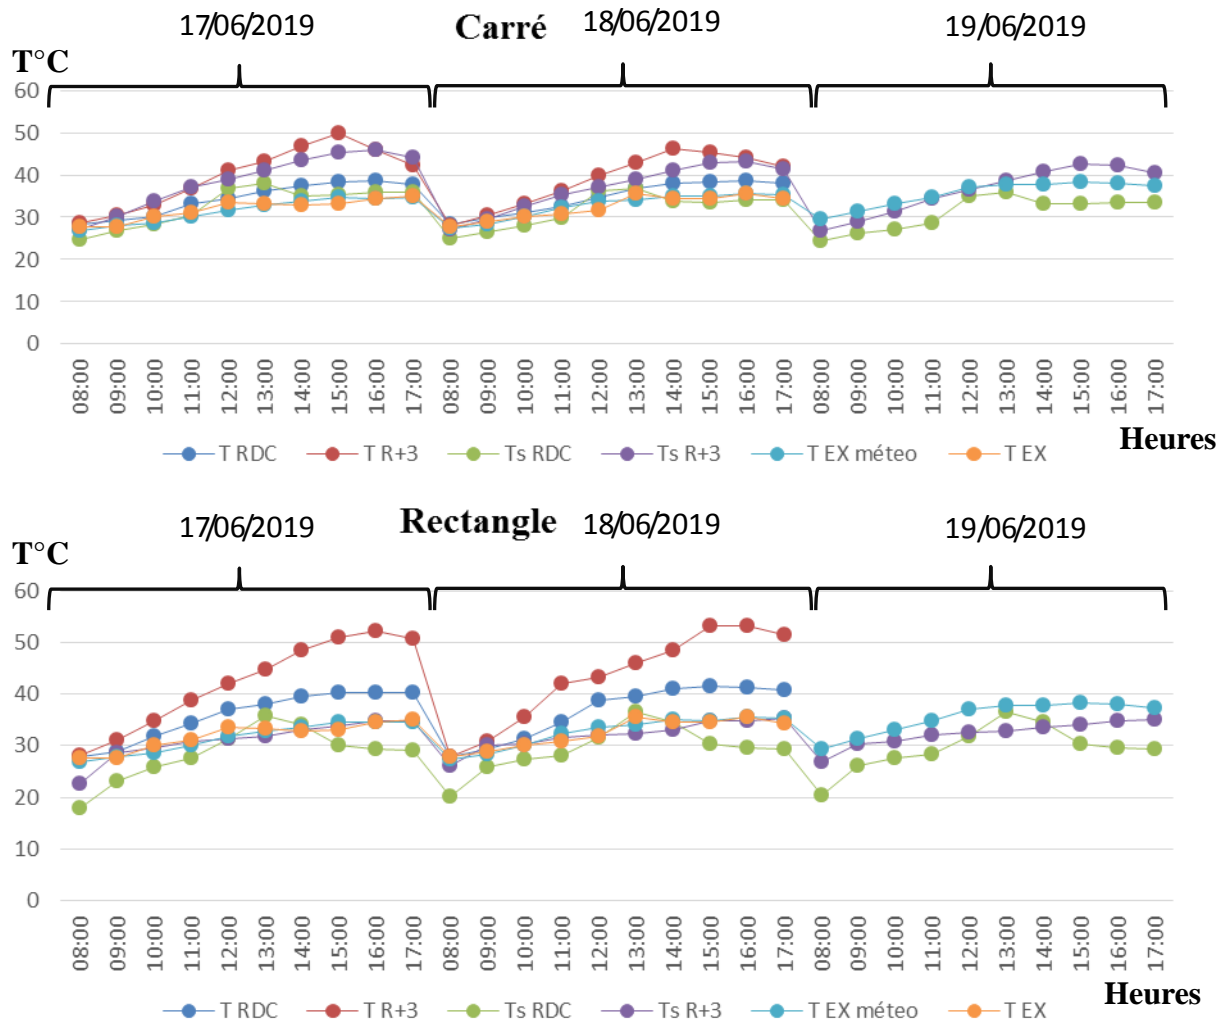 17/06/2019 Carré 18/06/2019 19/06/2019
T°C
60
50
40
30
20
10
0
08:00 09:00 10:00 11:00 12:00 13:00 14:00 15:00 16:00 17:00 08:00 09:00 10:00 11:00 12:00 13:00 14:00 15:00 16:00 17:00 08:00 09:00 10:00 11:00 12:00 13:00 14:00 15:00 16:00 17:00
Heures
T RDC T R+3 Ts RDC Ts R+3 T EX méteo T EX
17/06/2019 Rectangle 18/06/2019 19/06/2019
T°C
60
50
40
30
20
10
0
08:00 09:00 10:00 11:00 12:00 13:00 14:00 15:00 16:00 17:00 08:00 09:00 10:00 11:00 12:00 13:00 14:00 15:00 16:00 17:00 08:00 09:00 10:00 11:00 12:00 13:00 14:00 15:00 16:00 17:00
Heures
T RDC T R+3 Ts RDC Ts R+3 T EX méteo T EX